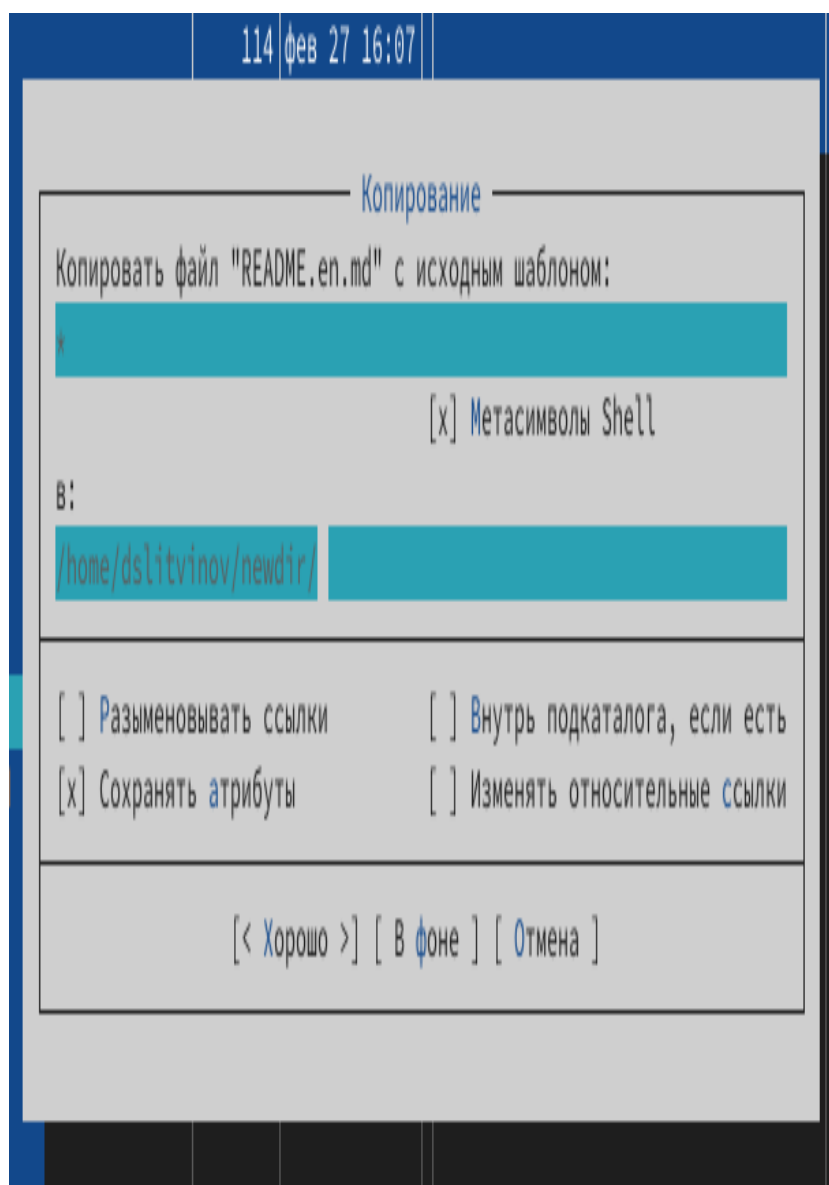 114 фев 27 16:07
Копирование
Копировать файл "README.en.md" с исходным шаблоном:
*
[x] Метасимволы Shell
в:
/home/dslitvinov/newdir/
[ ] Разыменовывать ссылки [ ] Внутрь подкаталога, если есть
[x] Сохранять атрибуты [ ] Изменять относительные ссылки
[< Хорошо >] [ В фоне ] [ Отмена ]